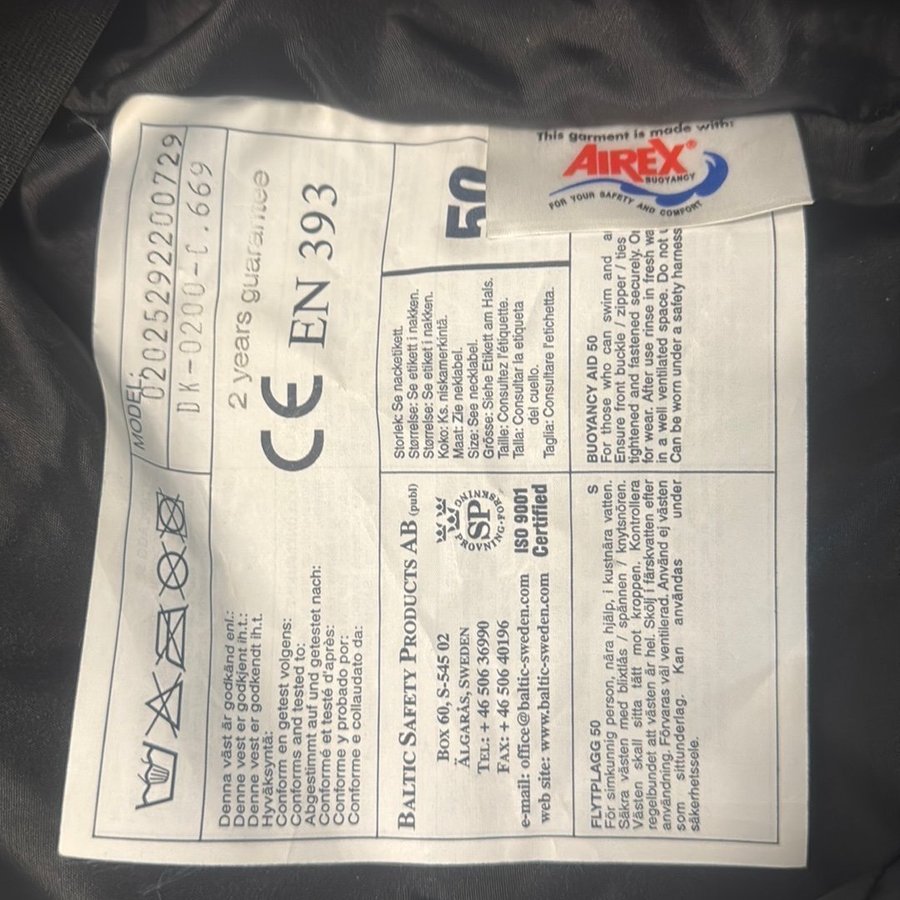 MODEL:
02025292200729
DK-0200-C.669
2 years guarantee
CE EN 393
Denna väst är godkänd enl.:
Denne vest er godkjent ih.t.:
Denne vest er godkendt ih.t.
Hyväksyntä:
Conform en getest volgens:
Conforms and tested to:
Abgestimmt auf und getestet nach:
Conformé et testé d'après:
Conforme y probado por:
Conforme e collaudato da:
BALTIC SAFETY PRODUCTS AB (publ)
BOX 60, S-545 02
ÄLGARÅS, SWEDEN
TEL: + 46 506 36990
FAX: + 46 506 40196
e-mail: office@baltic-sweden.com
web site: www.baltic-sweden.com
SP
PROVNING·FORSKNING
ISO 9001
Certified
Storlek: Se nacketikett.
Størrelse: Se etikett i nakken.
Størrelse: Se etiket i nakken.
Koko: Ks. niskamerkintä.
Maat: Zie neklabel.
Size: See necklabel.
Grösse: Siehe Etikett am Hals.
Taille: Consultez l'étiquette.
Talla: Consultar la etiqueta
del cuello.
Taglia: Consultare l'etichetta.
50
This garment is made with:
AIREX®
BUOYANCY
FOR YOUR SAFETY AND COMFORT
FLYTPLAGG 50 S
För simkunnig person, nära hjälp, i kustnära vatten.
Säkra västen med blixtlås / spännen / knytsnören.
Västen skall sitta tätt mot kroppen. Kontrollera
regelbundet att västen är hel. Skölj i färskvatten efter
användning. Förvaras väl ventilerad. Använd ej västen
som sittunderlag. Kan användas under
säkerhetssele.
BUOYANCY AID 50
For those who can swim and
Ensure front buckle / zipper / ties
tightened and fastened securely.
for wear. After use rinse in fresh
in a well ventilated space. Do not
Can be worn under a safety harness